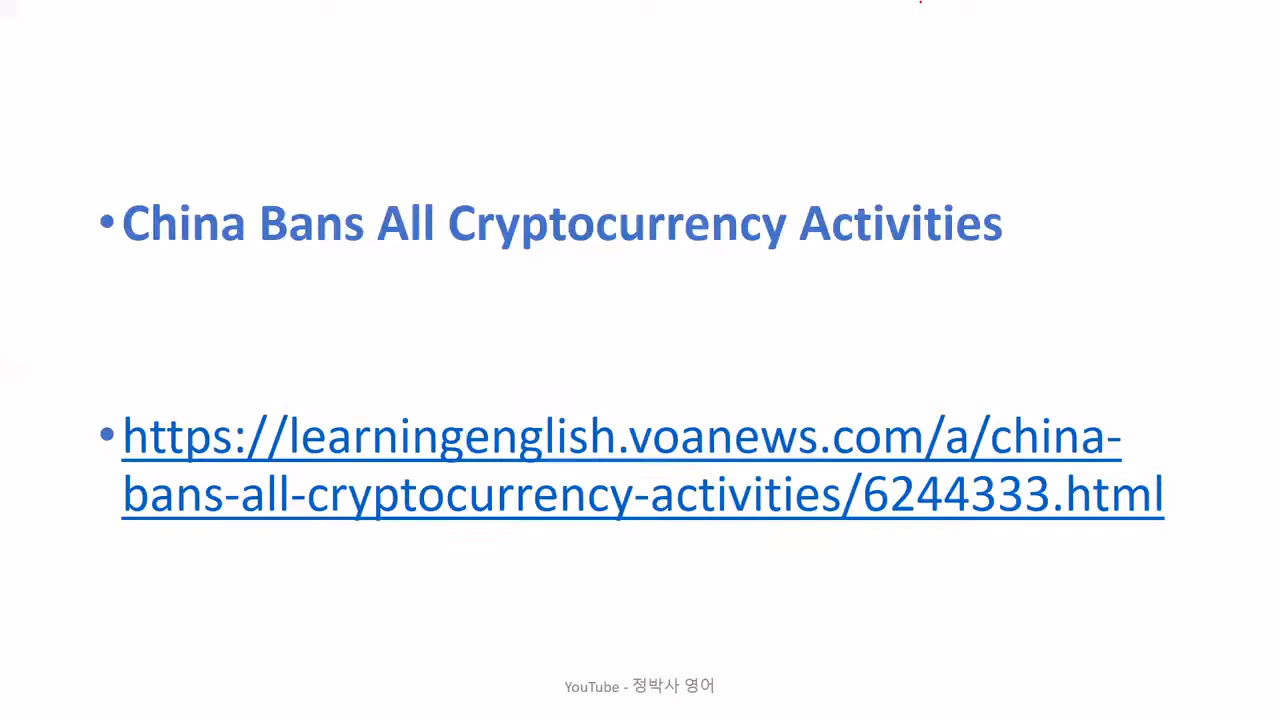 •China Bans All Cryptocurrency Activities
•https://learningenglish.voanews.com/a/china-
bans-all-cryptocurrency-activities/6244333.html
YouTube - 정박사 영어